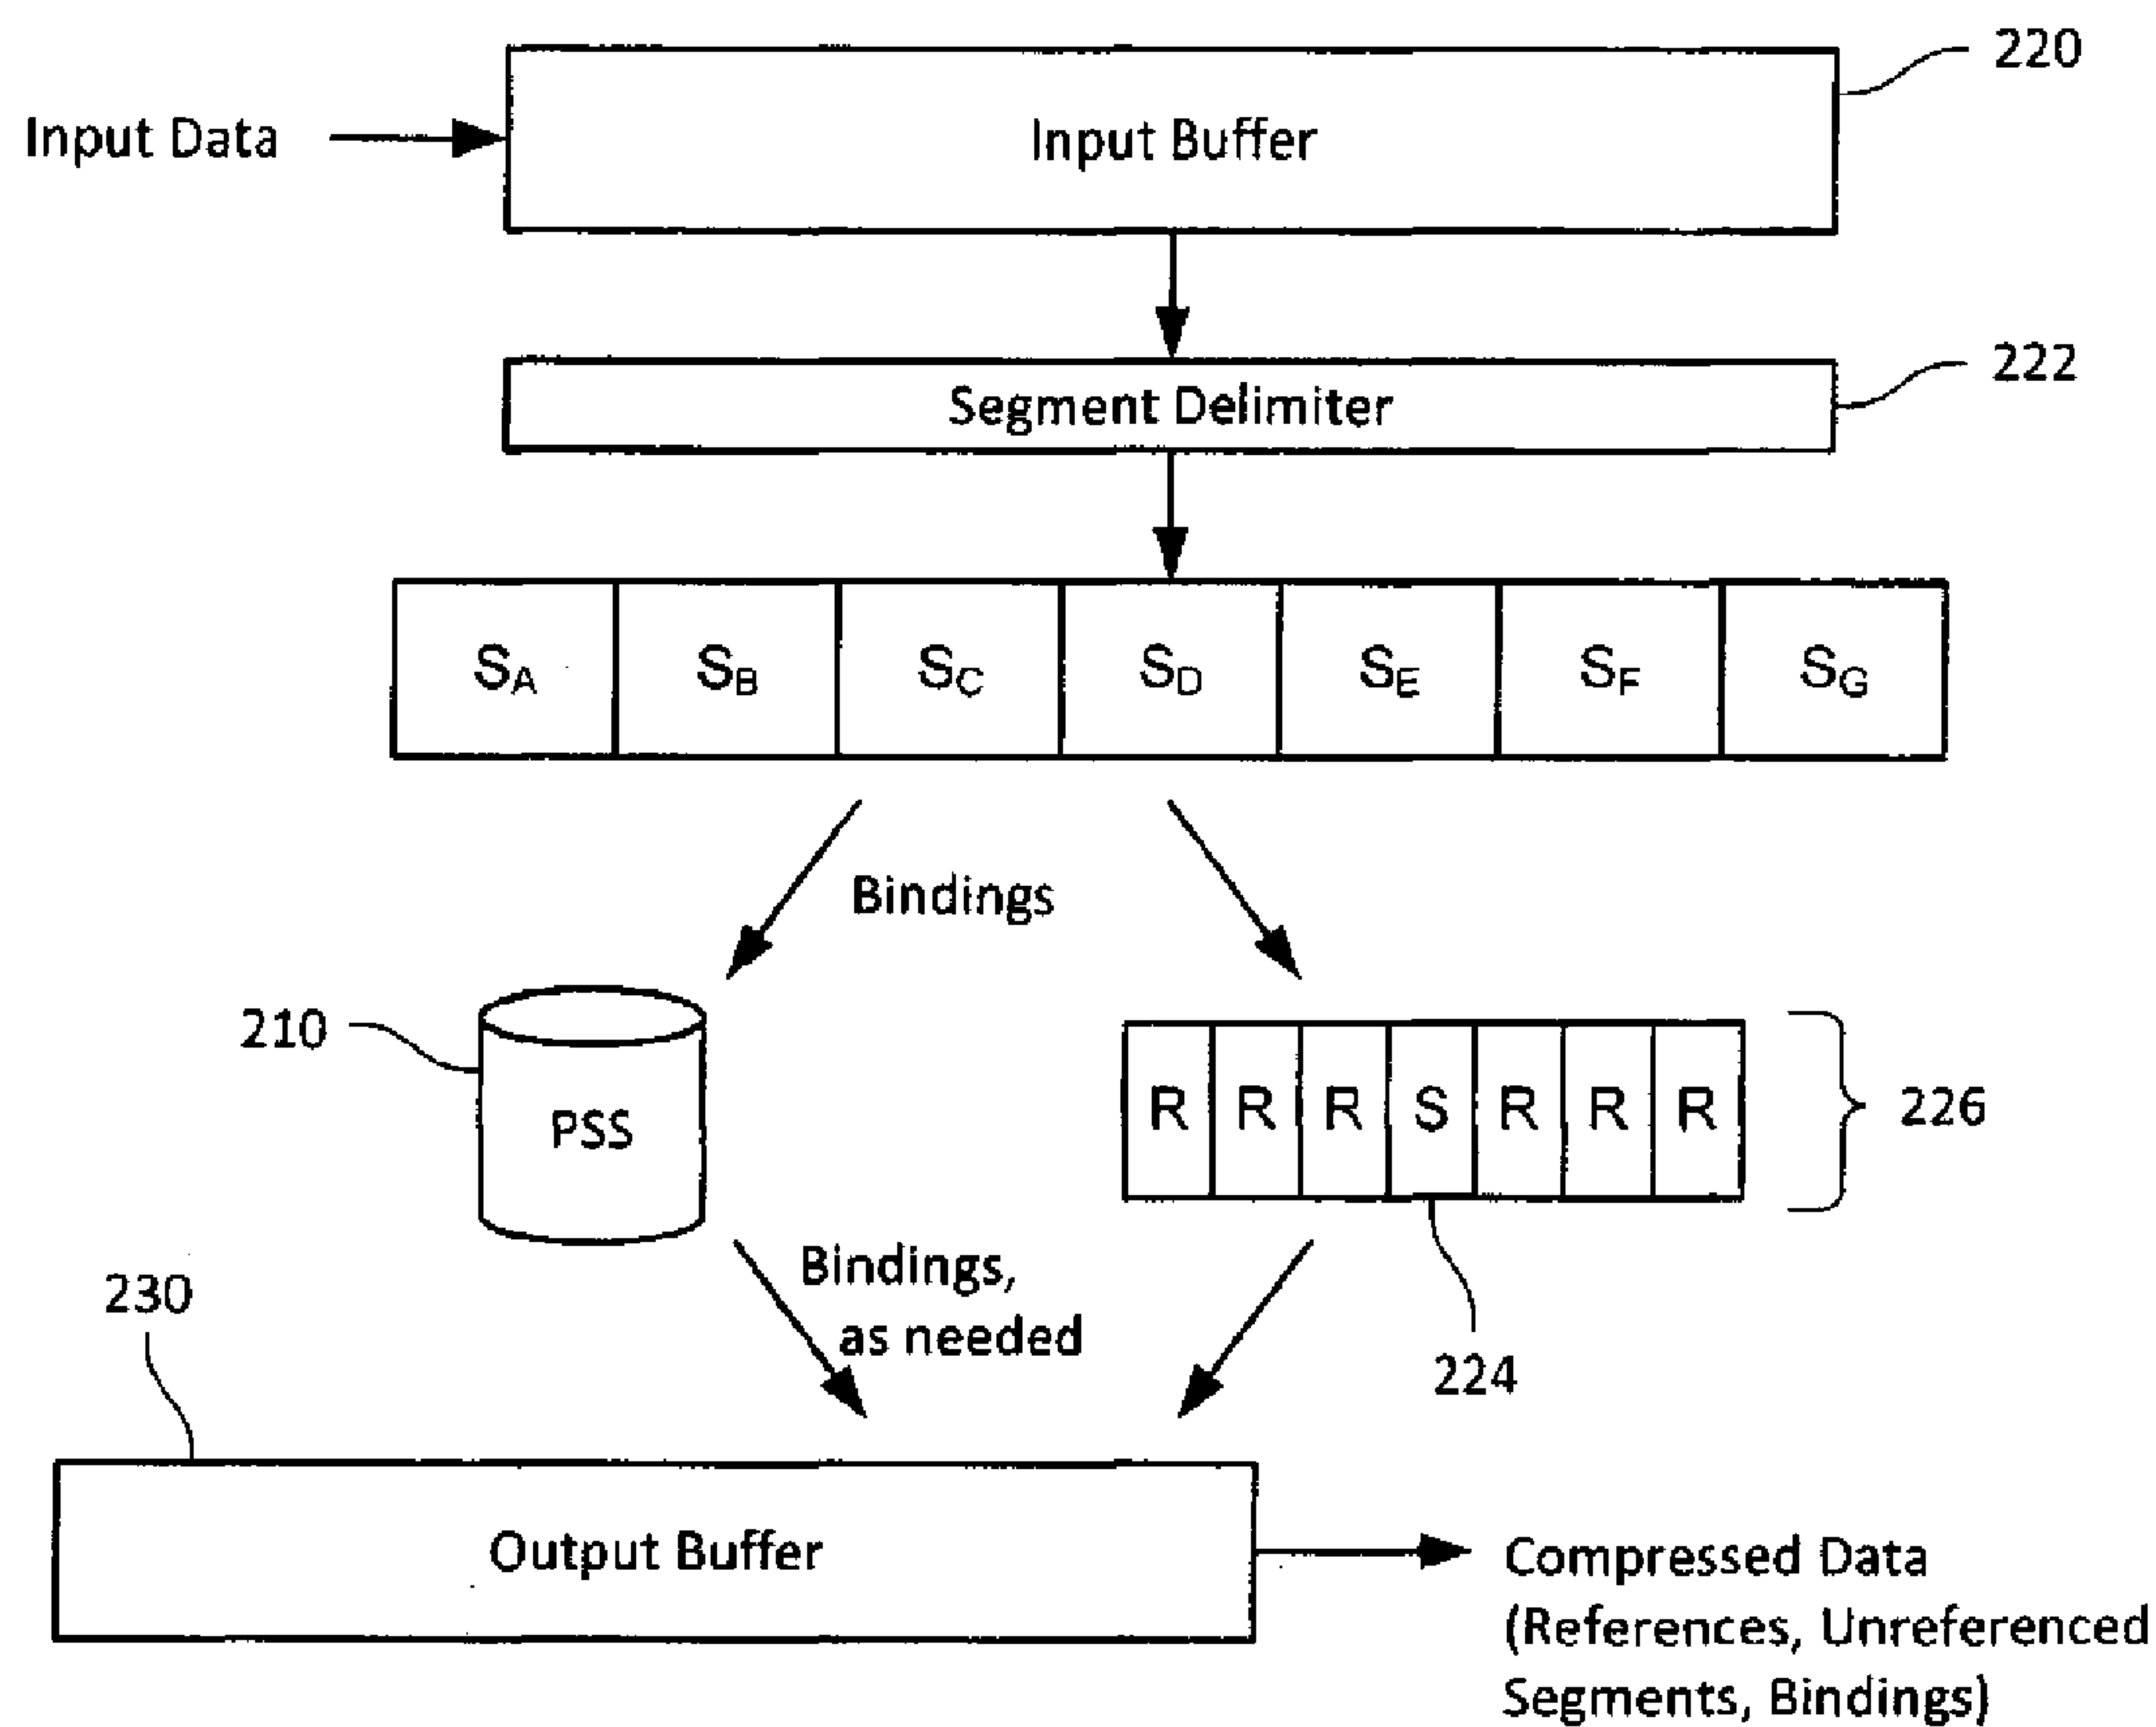 220
Input Data
Input Buffer
222
Segment Delimiter
SA SB SC SD SE SF SG
Bindings
210
PSS
R R R S R R R
226
Bindings,
as needed
230
224
Output Buffer
Compressed Data
(References, Unreferenced
Segments, Bindings)